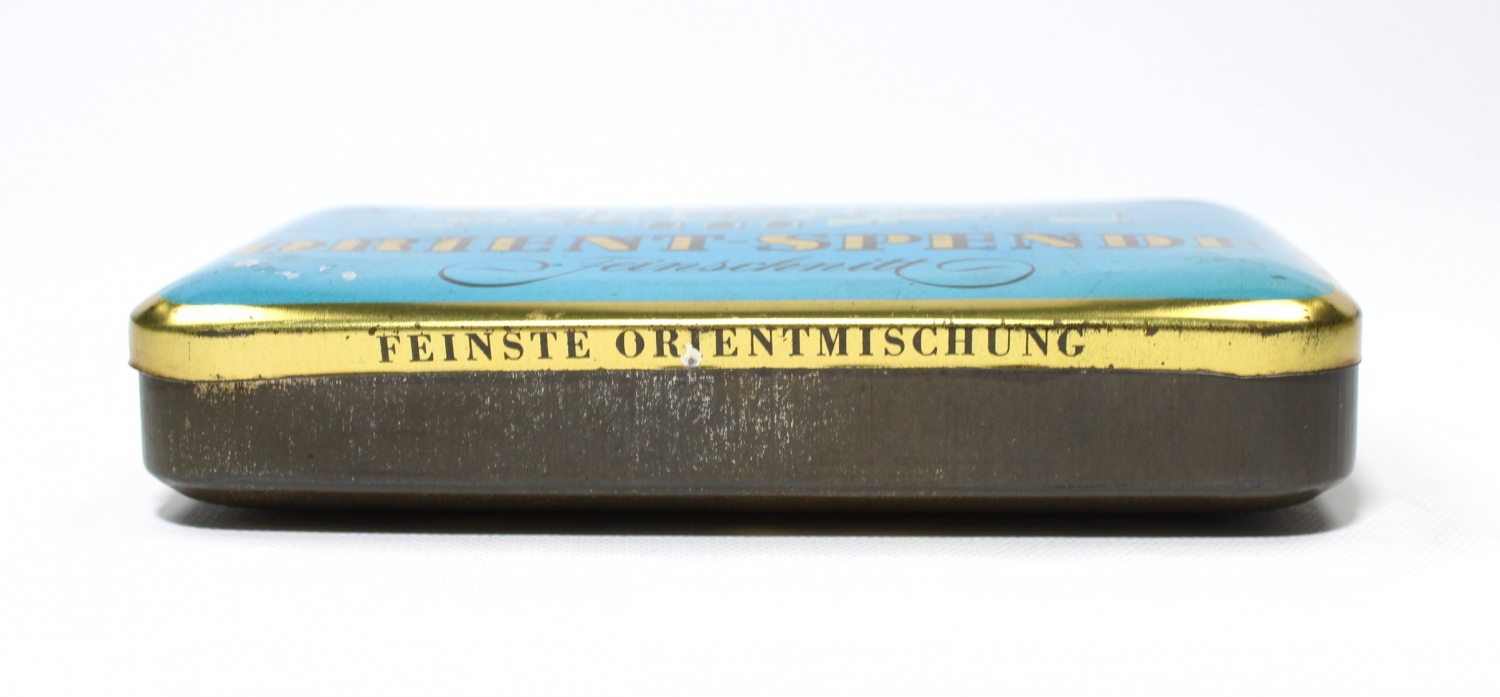 ORIENT-SPENDE
Feinschnitt
FEINSTE ORIENTMISCHUNG